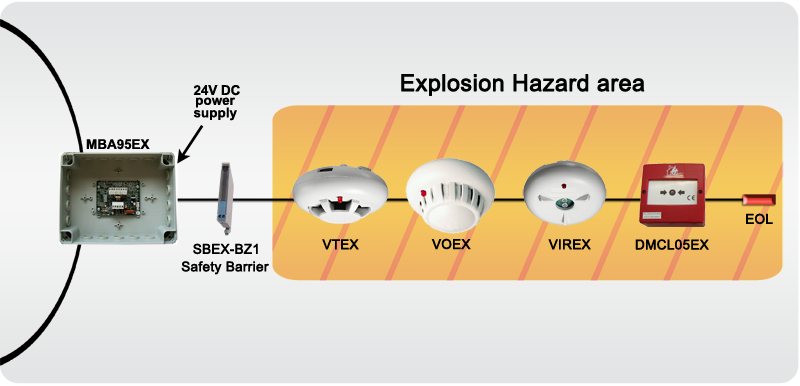 Explosion Hazard area
24V DC
power
supply
MBA95EX
SBEX-BZ1
Safety Barrier
VTEX
VOEX
VIREX
DMCL05EX
EOL